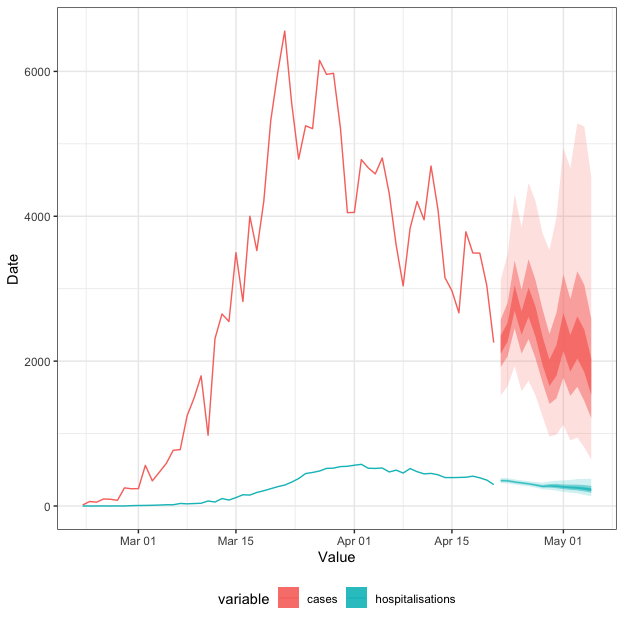 6000
4000
2000
0
Date
Mar 01 Mar 15 Apr 01 Apr 15 May 01
Value
variable cases hospitalisations